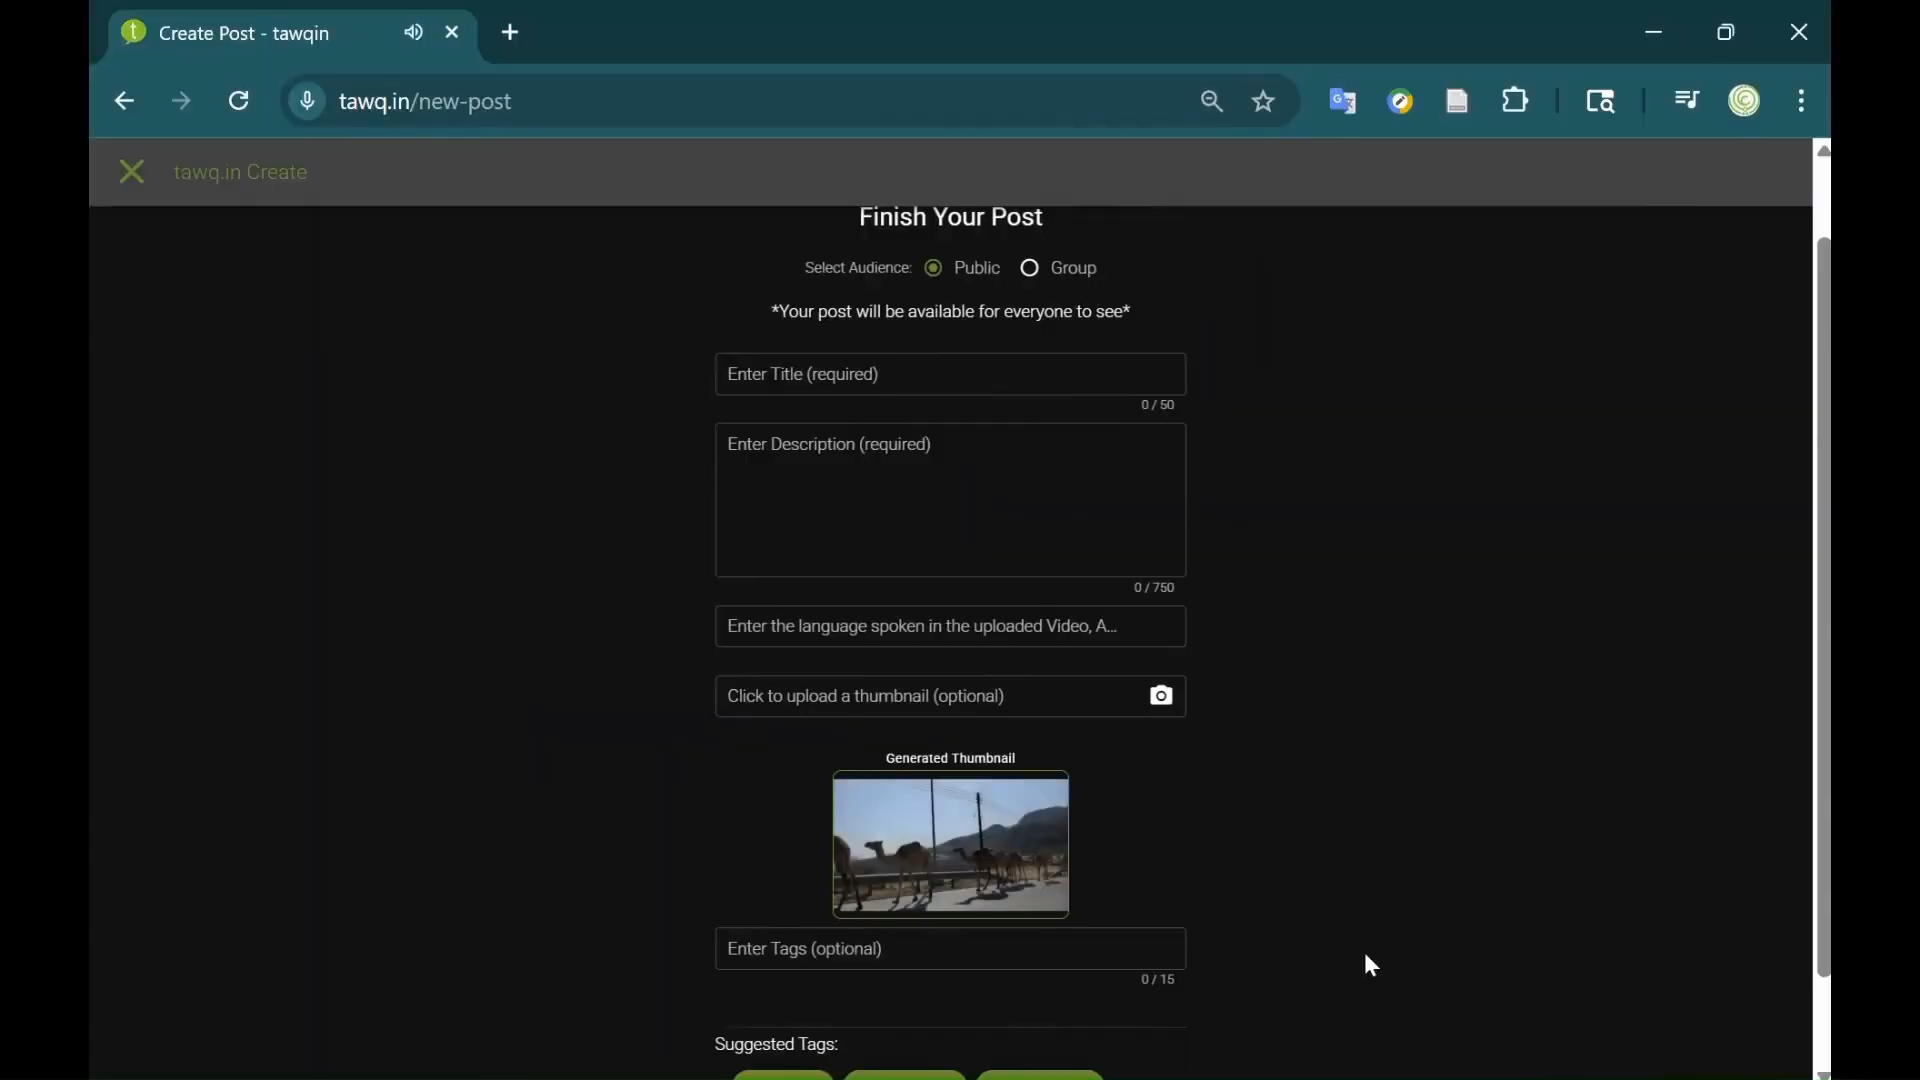 Create Post - tawqin
tawq.in/new-post
tawq.in Create
Finish Your Post
Select Audience: Public Group
*Your post will be available for everyone to see*
Enter Title (required)
0 / 50
Enter Description (required)
0 / 750
Enter the language spoken in the uploaded Video, A...
Click to upload a thumbnail (optional)
Generated Thumbnail
Enter Tags (optional)
0 / 15
Suggested Tags: